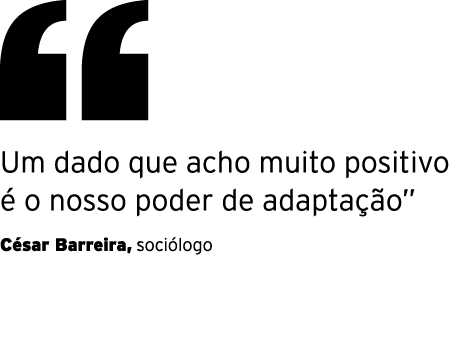 “
Um dado que acho muito positivo
é o nosso poder de adaptação”
César Barreira, sociólogo